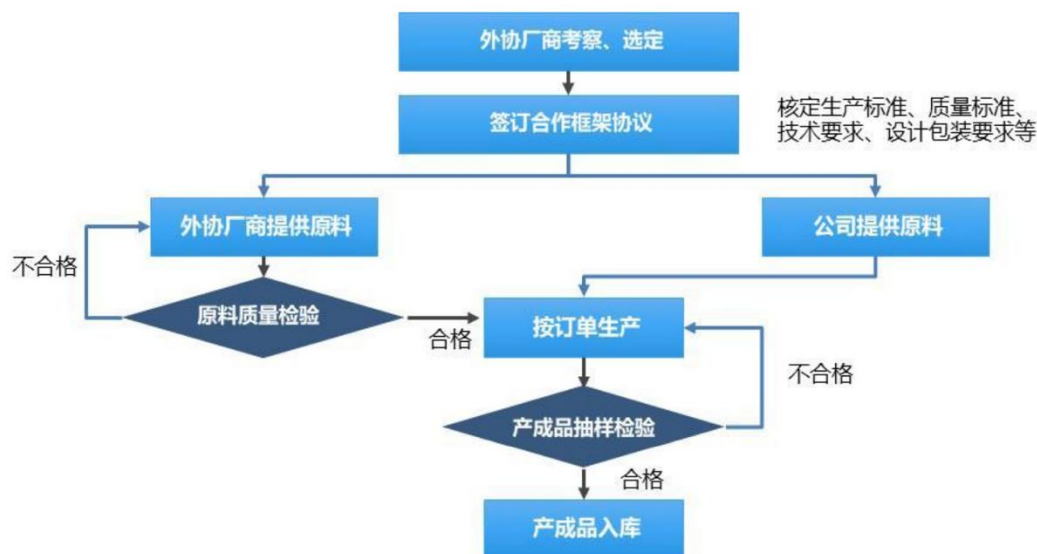 外协厂商考察、选定
签订合作框架协议
核定生产标准、质量标准、
技术要求、设计包装要求等
外协厂商提供原料
公司提供原料
不合格
原料质量检验
合格
按订单生产
不合格
产成品抽样检验
合格
产成品入库